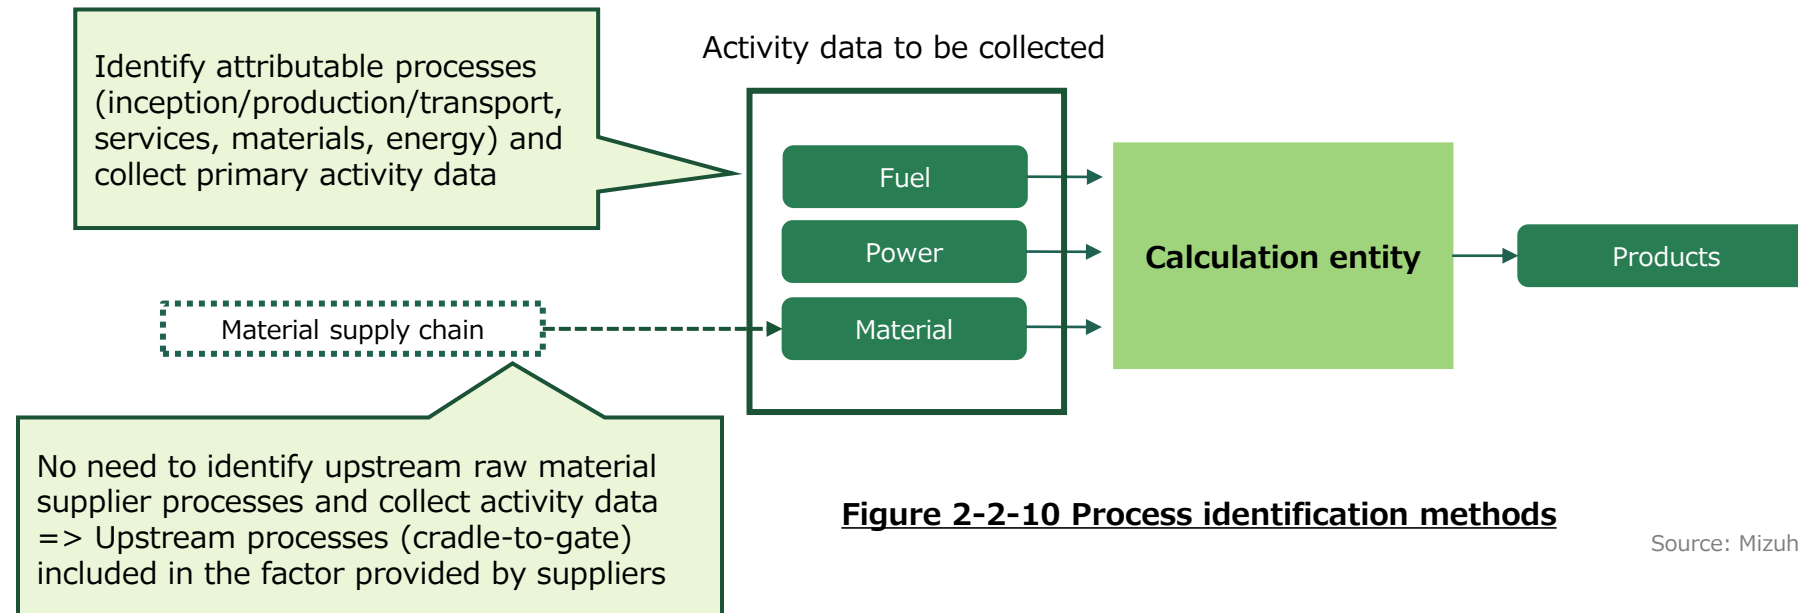 Identify attributable processes
(inception/production/transport,
services, materials, energy) and
collect primary activity data
Activity data to be collected
Fuel
Power
Material
Calculation entity
Products
Material supply chain
No need to identify upstream raw material
supplier processes and collect activity data
=> Upstream processes (cradle-to-gate)
included in the factor provided by suppliers
Figure 2-2-10 Process identification methods
Source: Mizuh